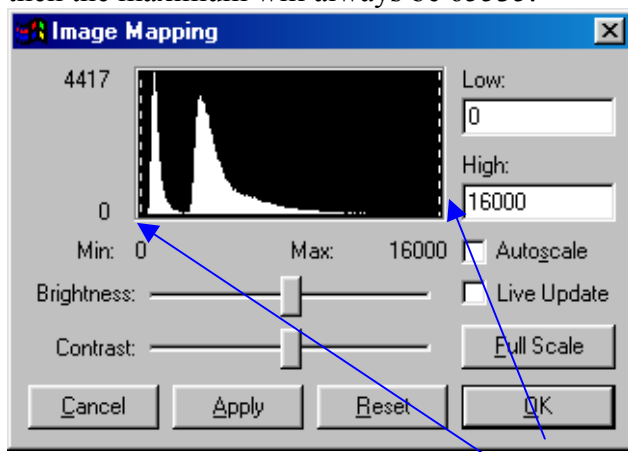 Image Mapping
4417
0
Min: 0 Max: 16000
Low:
0
High:
16000
Autoscale
Live Update
Brightness:
Contrast:
Full Scale
Cancel Apply Reset OK